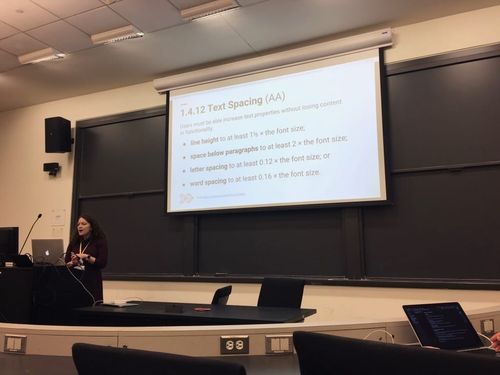 1.4.12 Text Spacing (AA)
Users must be able increase text properties without losing content
or functionality:
● line height to at least 1½ × the font size;
● space below paragraphs to at least 2 × the font size;
● letter spacing to at least 0.12 × the font size; or
● word spacing to at least 0.16 × the font size.